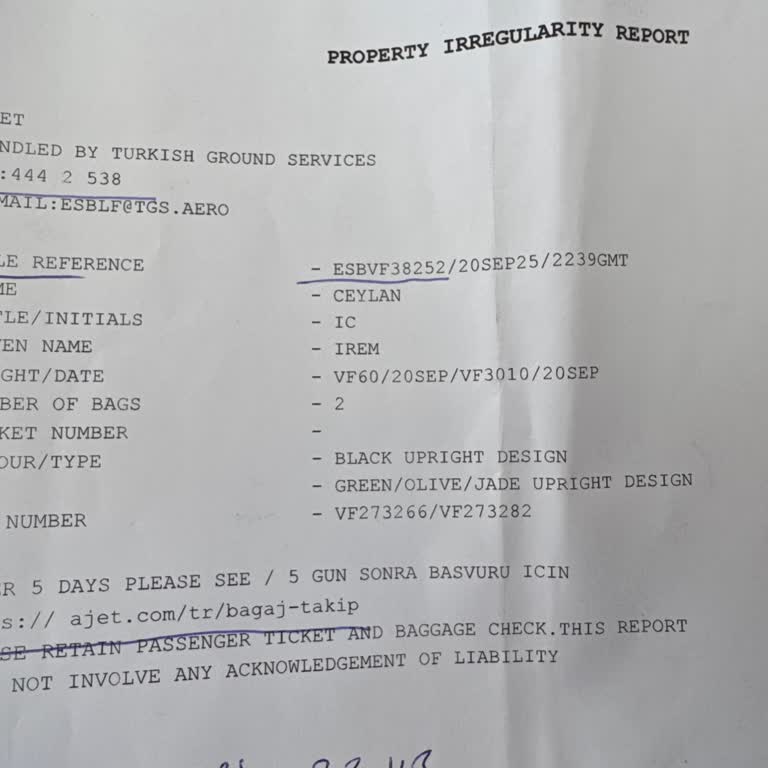 PROPERTY IRREGULARITY REPORT
ET
NDLED BY TURKISH GROUND SERVICES
:444 2 538
MAIL:ESBLF@TGS.AERO
LE REFERENCE - ESBVF38252/20SEP25/2239GMT
ME - CEYLAN
TLE/INITIALS - IC
EN NAME - IREM
GHT/DATE - VF60/20SEP/VF3010/20SEP
BER OF BAGS - 2
KET NUMBER -
OUR/TYPE - BLACK UPRIGHT DESIGN
- GREEN/OLIVE/JADE UPRIGHT DESIGN
NUMBER - VF273266/VF273282
R 5 DAYS PLEASE SEE / 5 GUN SONRA BASVURU ICIN
s:// ajet.com/tr/bagaj-takip
SE RETAIN PASSENGER TICKET AND BAGGAGE CHECK.THIS REPORT
NOT INVOLVE ANY ACKNOWLEDGEMENT OF LIABILITY